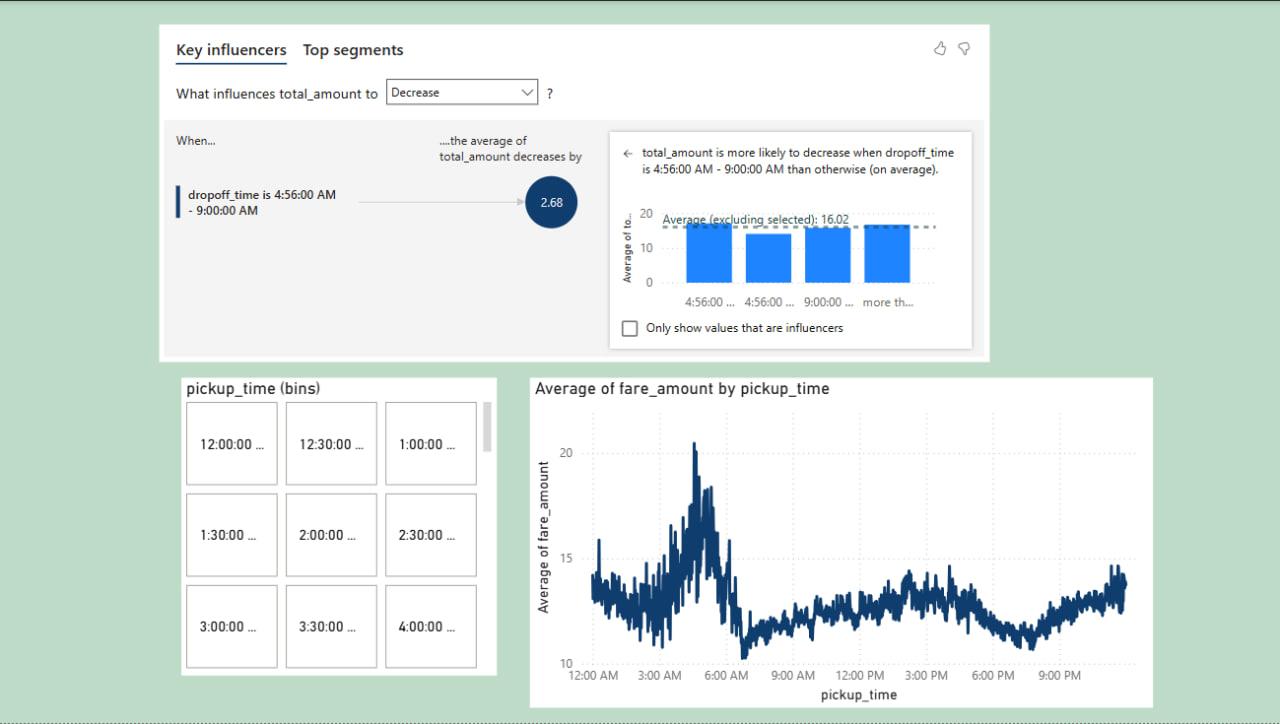 Key influencers Top segments
What influences total_amount to Decrease ?
When...
....the average of
total_amount decreases by
dropoff_time is 4:56:00 AM
- 9:00:00 AM
2.68
total_amount is more likely to decrease when dropoff_time
is 4:56:00 AM - 9:00:00 AM than otherwise (on average).
Average of to...
20
10
0
Average (excluding selected): 16.02
4:56:00 ... 4:56:00 ... 9:00:00 ... more th...
Only show values that are influencers
pickup_time (bins)
12:00:00 ... 12:30:00 ... 1:00:00 ...
1:30:00 ... 2:00:00 ... 2:30:00 ...
3:00:00 ... 3:30:00 ... 4:00:00 ...
Average of fare_amount by pickup_time
Average of fare_amount
20
15
10
12:00 AM 3:00 AM 6:00 AM 9:00 AM 12:00 PM 3:00 PM 6:00 PM 9:00 PM
pickup_time